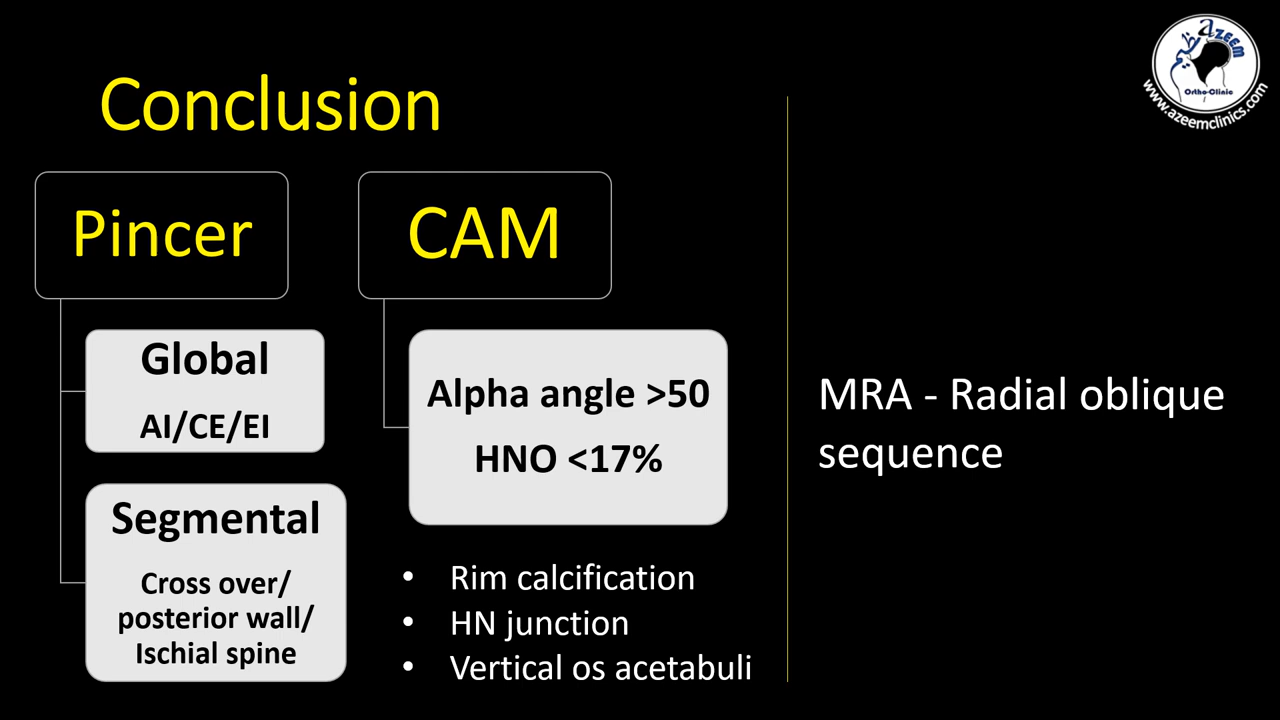 Conclusion
Pincer
Global
AI/CE/EI
Segmental
Cross over/
posterior wall/
Ischial spine
CAM
Alpha angle >50
HNO <17%
• Rim calcification
• HN junction
• Vertical os acetabuli
MRA - Radial oblique
sequence
azeem
Ortho-Clinic
www.azeemclinics.com